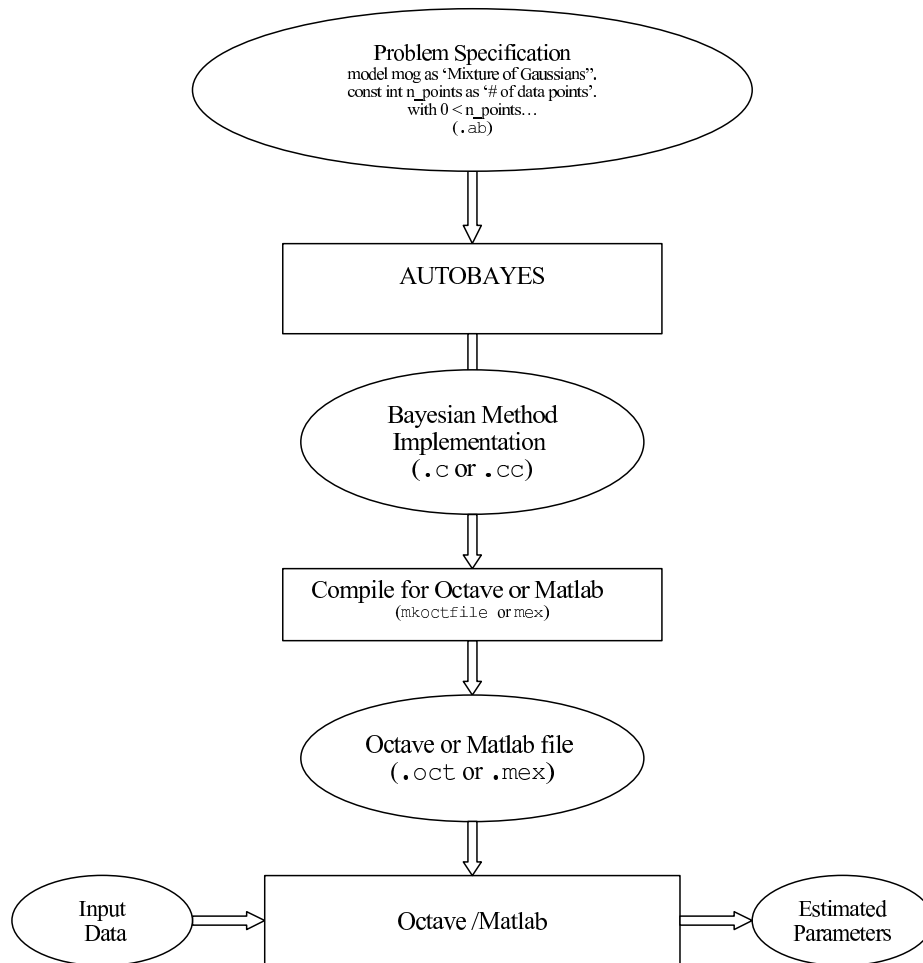 Problem Specification
model mog as ‘Mixture of Gaussians”.
const int n_points as ‘# of data points’.
with 0 < n_points…
(.ab)
AUTOBAYES
Bayesian Method
Implementation
(.c or .cc)
Compile for Octave or Matlab
(mkoctfile or mex)
Octave or Matlab file
(.oct or .mex)
Input
Data
Octave /Matlab
Estimated
Parameters